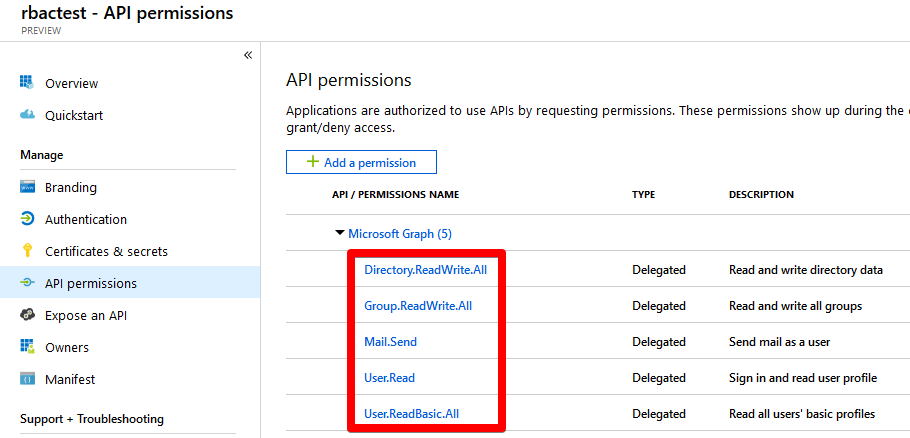 rbactest - API permissions
PREVIEW
«
Overview
Quickstart
Manage
Branding
Authentication
Certificates & secrets
API permissions
Expose an API
Owners
Manifest
Support + Troubleshooting
API permissions
Applications are authorized to use APIs by requesting permissions. These permissions show up during the
grant/deny access.
+ Add a permission
API / PERMISSIONS NAME TYPE DESCRIPTION
Microsoft Graph (5)
Directory.ReadWrite.All Delegated Read and write directory data
Group.ReadWrite.All Delegated Read and write all groups
Mail.Send Delegated Send mail as a user
User.Read Delegated Sign in and read user profile
User.ReadBasic.All Delegated Read all users' basic profiles